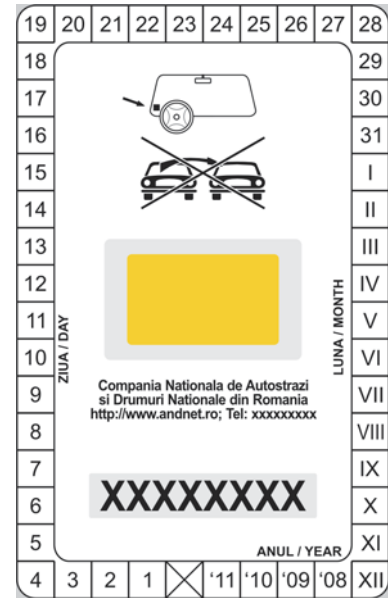 19 20 21 22 23 24 25 26 27 28
18 29
17 30
16 31
15 I
14 II
13 III
12 IV
11 V
10 VI
9 VII
8 VIII
7 IX
6 X
5 XI
4 3 2 1 '11 '10 '09 '08 XII
ZIUA / DAY
LUNA / MONTH
Compania Nationala de Autostrazi
si Drumuri Nationale din Romania
http://www.andnet.ro; Tel: xxxxxxxxx
XXXXXXXX
ANUL / YEAR